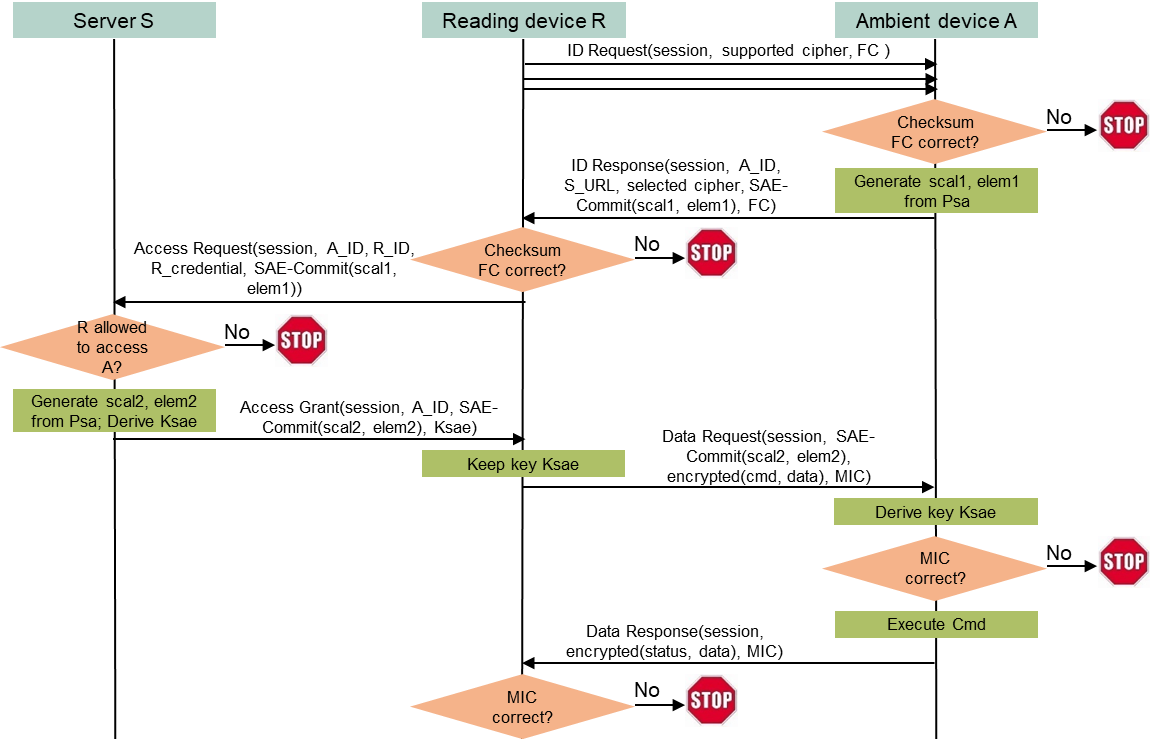 Server S
Reading device R
Ambient device A
ID Request(session, supported cipher, FC )
Checksum
FC correct?
No
STOP
ID Response(session, A_ID,
S_URL, selected cipher, SAE-
Commit(scal1, elem1), FC)
Generate scal1, elem1
from Psa
Access Request(session, A_ID, R_ID,
R_credential, SAE-Commit(scal1,
elem1))
Checksum
FC correct?
No
STOP
R allowed
to access
A?
No
STOP
Generate scal2, elem2
from Psa; Derive Ksae
Access Grant(session, A_ID, SAE-
Commit(scal2, elem2), Ksae)
Keep key Ksae
Data Request(session, SAE-
Commit(scal2, elem2),
encrypted(cmd, data), MIC)
Derive key Ksae
MIC
correct?
No
STOP
Execute Cmd
Data Response(session,
encrypted(status, data), MIC)
MIC
correct?
No
STOP